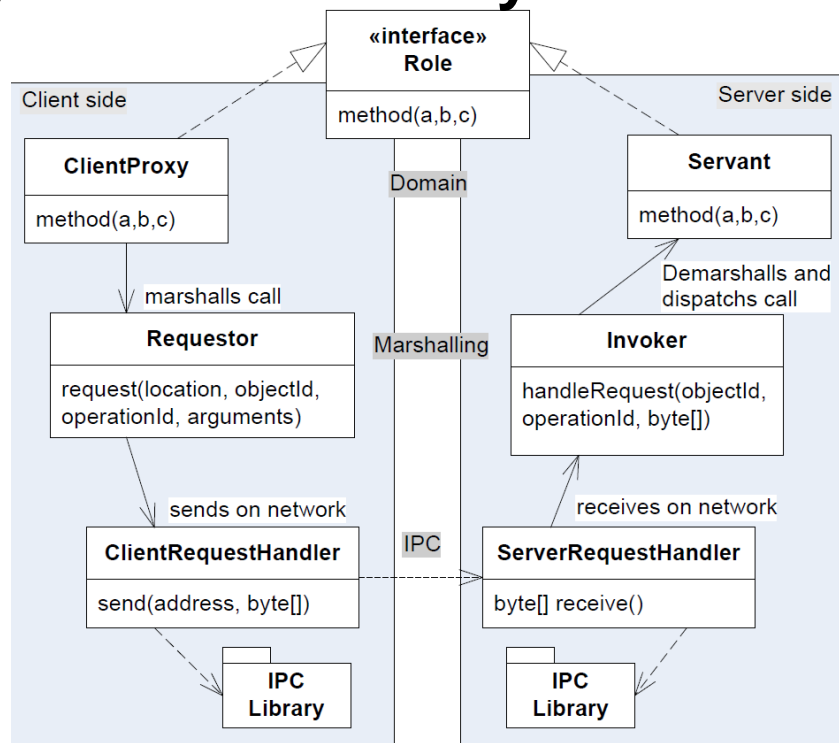 «interface»
Role
method(a,b,c)
Client side
Server side
ClientProxy
method(a,b,c)
Domain
Servant
method(a,b,c)
marshalls call
Demarshalls and
dispatchs call
Requestor
request(location, objectId,
operationId, arguments)
Marshalling
Invoker
handleRequest(objectId,
operationId, byte[])
sends on network
receives on network
ClientRequestHandler
send(address, byte[])
IPC
ServerRequestHandler
byte[] receive()
IPC
Library
IPC
Library